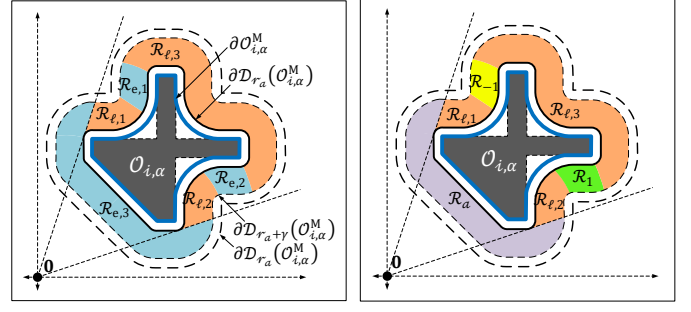 ℛ_{ℓ,3}
∂𝒪^M_{i,α}
ℛ_{e,1}
∂𝒟_{r_a}(𝒪^M_{i,α})
ℛ_{ℓ,1}
𝒪_{i,α}
ℛ_{e,2}
ℛ_{e,3}
ℛ_{ℓ,2}
∂𝒟_{r_a+γ}(𝒪^M_{i,α})
∂𝒟_{r_a}(𝒪^M_{i,α})
0
ℛ_{-1}
ℛ_{ℓ,1}
ℛ_{ℓ,3}
𝒪_{i,α}
ℛ_1
ℛ_a
ℛ_{ℓ,2}
0